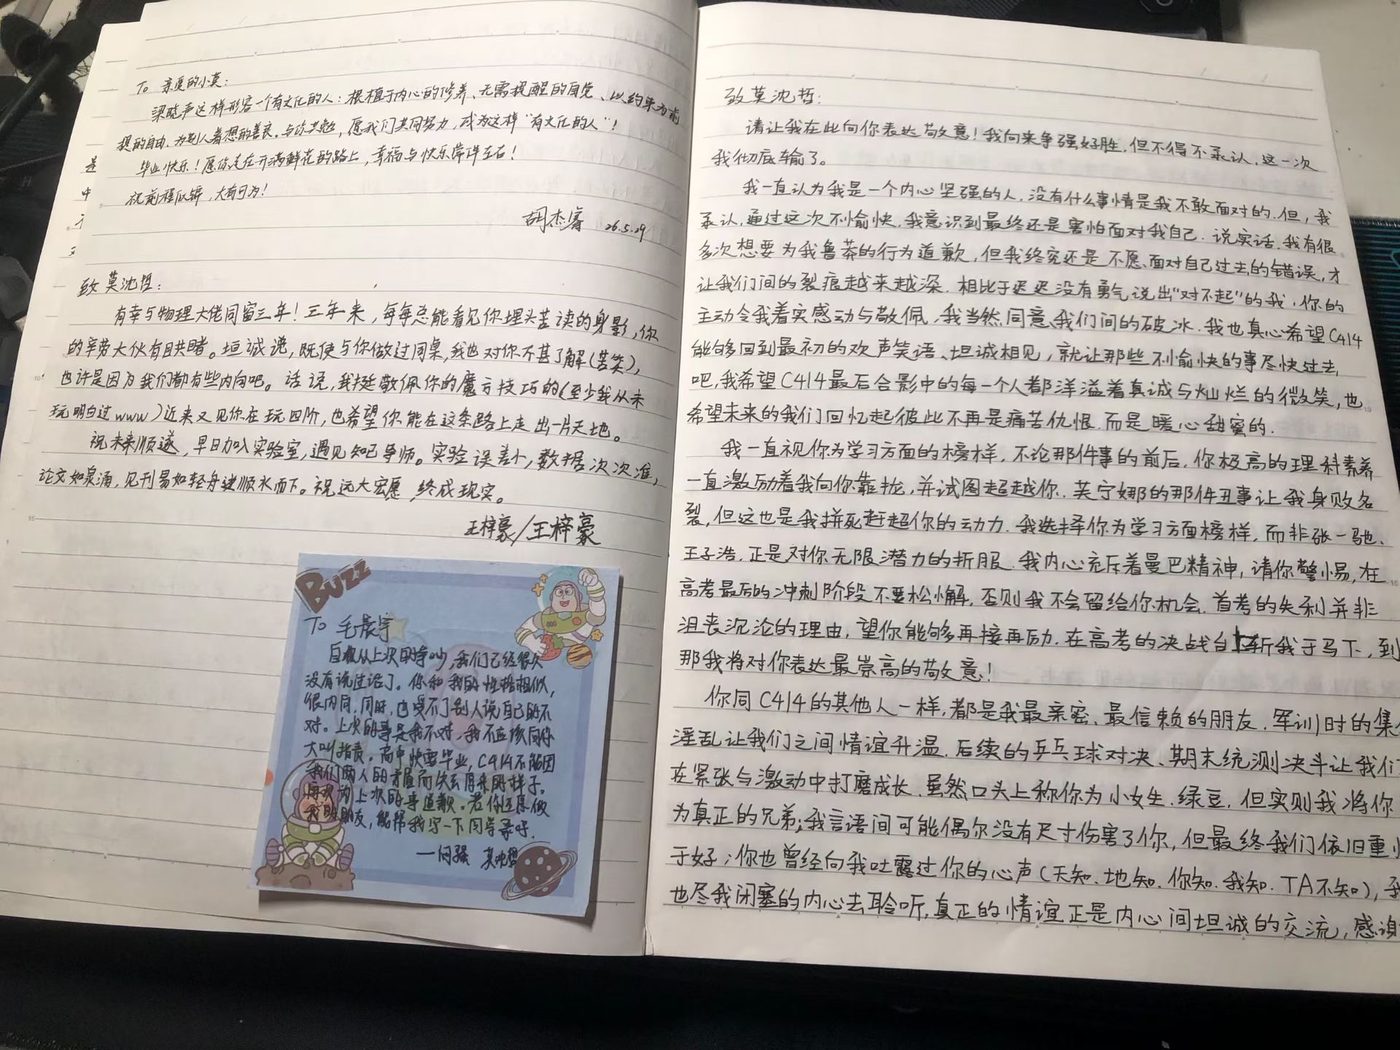 To 亲爱的小莫：
梁晓声这样形容一个有文化的人：根植于内心的修养、无需提醒的自觉、以约束为前
提的自由、为别人着想的善良。与你共勉，愿我们共同努力，成为这样“有文化的人”！
毕业快乐！愿你走在开满鲜花的路上，幸福与快乐常伴左右！
祝前程似锦，大有可为！
胡杰睿 26.5.29
致莫沈哲：
有幸与物理大佬同窗三年！三年来，每每总能看见你埋头苦读的身影，你
的辛劳大伙有目共睹。坦诚说，既使与你做过同桌，我也对你不甚了解（苦笑），
也许是因为我们都有些内向吧。话说，我挺敬佩你的魔方技巧的（至少我从未
玩明白过www）近来又见你在玩四阶，也希望你能在这条路上走出一片天地。
祝未来顺遂，早日加入实验室，遇见知己导师。实验误差小，数据次次准，
论文如泉涌，见刊易如轻舟逆顺水而下。祝远大宏愿 终成现实。
王梓豪/王梓豪
BUZZ
To 毛晨宇
自从从上次的争吵，我们已经很久
没有说过话了。你和我的性格相似，
很内向。同时，也受不了别人说自己的不
对。上次的事是我不对，我不应该向你
大叫指责。高中快要毕业，C414不能因
我们两人的矛盾而失去原来的样子。
再次为上次的事道歉。若你还愿做
我的朋友，能帮我写一下同学录吗。
——闷骚 莫沈哲
致莫沈哲：
请让我在此向你表达敬意！我向来争强好胜，但不得不承认，这一次
我彻底输了。
我一直认为我是一个内心坚强的人，没有什么事情是我不敢面对的，但，我
承认，通过这次不愉快，我意识到最终还是害怕面对我自己。说实话，我有很
多次想要为我鲁莽的行为道歉，但我终究还是不愿面对自己过去的错误，才
让我们间的裂痕越来越深。相比于迟迟没有勇气说出“对不起”的我，你的
主动令我着实感动与敬佩，我当然同意我们间的破冰。我也真心希望C414
能够回到最初的欢声笑语、坦诚相见，就让那些不愉快的事尽快过去
吧，我希望C414最后合影中的每一个人都洋溢着真诚与灿烂的微笑，也
希望未来的我们回忆起彼此不再是痛苦仇恨，而是暖心甜蜜的。
我一直视你为学习方面的榜样，不论那件事的前后，你极高的理科素养
一直激励着我向你靠拢，并试图超越你。芙宁娜的那件丑事让我身败名
裂，但这也是我拼死赶超你的动力。我选择你为学习方面榜样，而非张一驰、
王子浩，正是对你无限潜力的折服。我内心充斥着曼巴精神，请你警惕，在
高考最后的冲刺阶段不要松懈，否则我不会留给你机会。首考的失利并非
沮丧沉沦的理由，望你能够再接再励，在高考的决战台上斩我于马下，到
那我将对你表达最崇高的敬意！
你同C414的其他人一样，都是我最亲密、最信赖的朋友。军训时的集
淫乱让我们之间情谊升温，后续的乒乓球对决、期末统测决斗让我们
在紧张与激动中打磨成长。虽然口头上称你为小女生、绿豆，但实则我将你
为真正的兄弟；我言语间可能偶尔没有尺寸伤害了你，但最终我们依旧重
于好；你也曾经向我吐露过你的心声（天知、地知、你知、我知、TA不知），我
也尽我闭塞的内心去聆听，真正的情谊正是内心间坦诚的交流，感谢